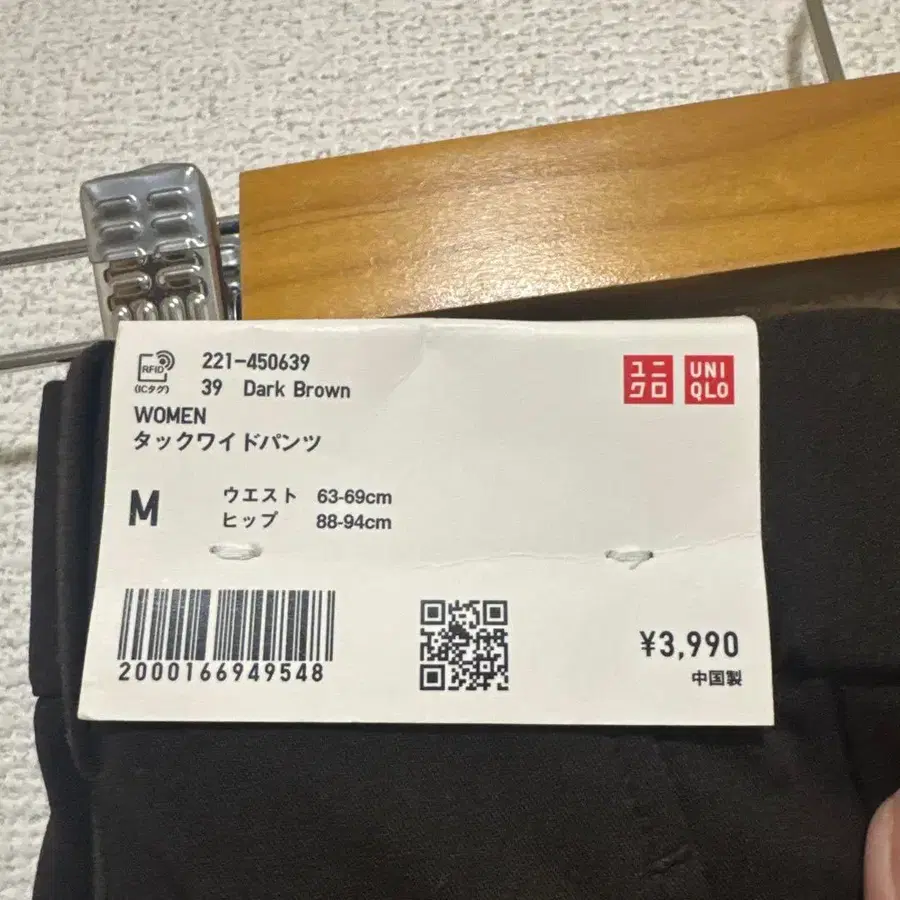 RFID
(ICタグ)
221-450639
39 Dark Brown
WOMEN
タックワイドパンツ
ユニ
クロ
UNI
QLO
M
ウエスト 63-69cm
ヒップ 88-94cm
2000166949548
¥3,990
中国製